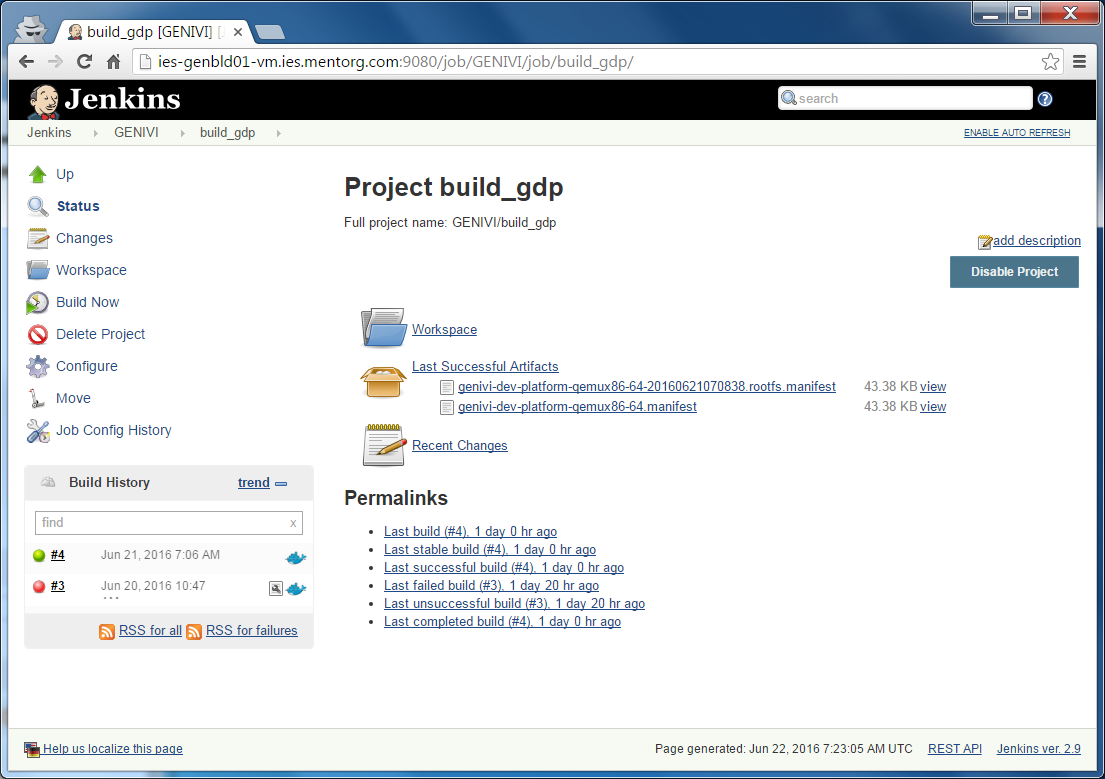 build_gdp [GENIVI] [
ies-genbld01-vm.ies.mentorg.com:9080/job/GENIVI/job/build_gdp/
Jenkins
search
Jenkins GENIVI build_gdp
ENABLE AUTO REFRESH
Up
Status
Changes
Workspace
Build Now
Delete Project
Configure
Move
Job Config History
Build History trend
find x
#4 Jun 21, 2016 7:06 AM
#3 Jun 20, 2016 10:47
...
RSS for all RSS for failures
Project build_gdp
Full project name: GENIVI/build_gdp
add description
Disable Project
Workspace
Last Successful Artifacts
genivi-dev-platform-qemux86-64-20160621070838.rootfs.manifest 43.38 KB view
genivi-dev-platform-qemux86-64.manifest 43.38 KB view
Recent Changes
Permalinks
Last build (#4), 1 day 0 hr ago
Last stable build (#4), 1 day 0 hr ago
Last successful build (#4), 1 day 0 hr ago
Last failed build (#3), 1 day 20 hr ago
Last unsuccessful build (#3), 1 day 20 hr ago
Last completed build (#4), 1 day 0 hr ago
Help us localize this page
Page generated: Jun 22, 2016 7:23:05 AM UTC REST API Jenkins ver. 2.9